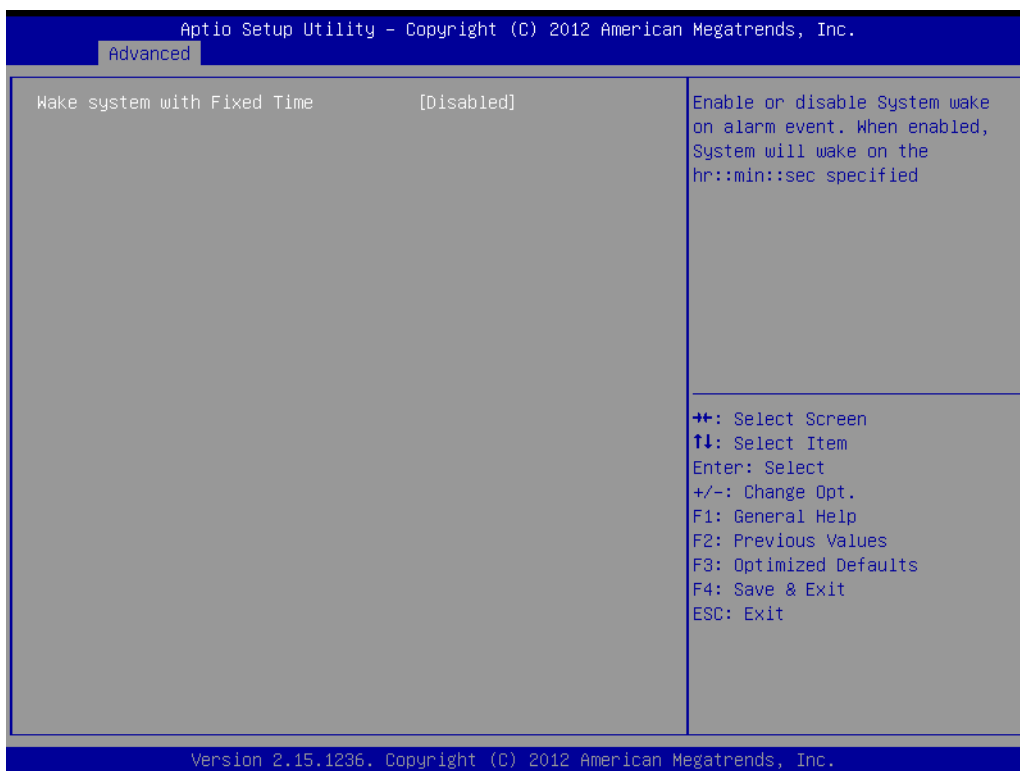 Aptio Setup Utility – Copyright (C) 2012 American Megatrends, Inc.
Advanced
Wake system with Fixed Time [Disabled]
Enable or disable System wake
on alarm event. When enabled,
System will wake on the
hr::min::sec specified
→←: Select Screen
↑↓: Select Item
Enter: Select
+/-: Change Opt.
F1: General Help
F2: Previous Values
F3: Optimized Defaults
F4: Save & Exit
ESC: Exit
Version 2.15.1236. Copyright (C) 2012 American Megatrends, Inc.